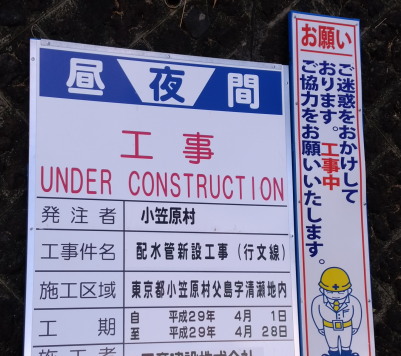 昼夜間
工事
UNDER CONSTRUCTION
発注者 小笠原村
工事件名 配水管新設工事(行文線)
施工区域 東京都小笠原村父島字清瀬地内
工期 自 平成29年 4月 1日
至 平成29年 4月 28日
施工者
お願い
ご迷惑をおかけして
おります。工事中
ご協力をお願いいたします。